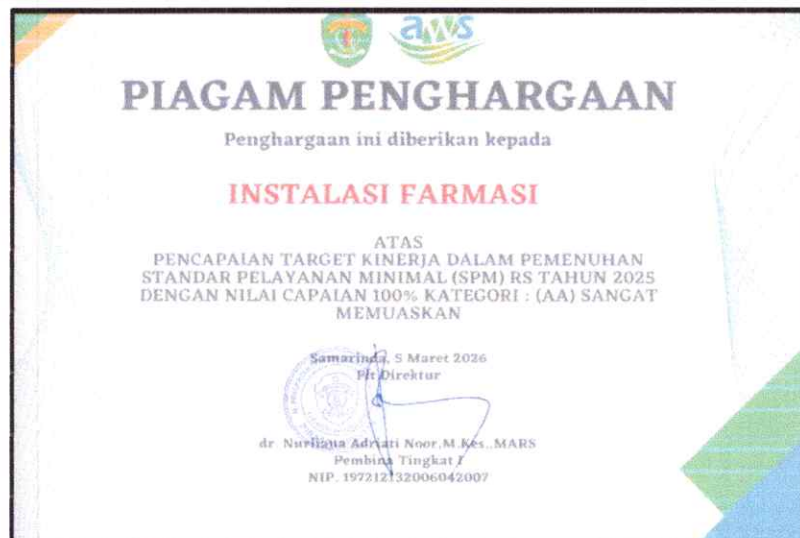 aws
PIAGAM PENGHARGAAN
Penghargaan ini diberikan kepada
INSTALASI FARMASI
ATAS
PENCAPAIAN TARGET KINERJA DALAM PEMENUHAN
STANDAR PELAYANAN MINIMAL (SPM) RS TAHUN 2025
DENGAN NILAI CAPAIAN 100% KATEGORI : (AA) SANGAT
MEMUASKAN
Samarinda, 5 Maret 2026
Plt Direktur
dr. Nurliana Adriati Noor,M.Kes.,MARS
Pembina Tingkat I
NIP. 197212132006042007